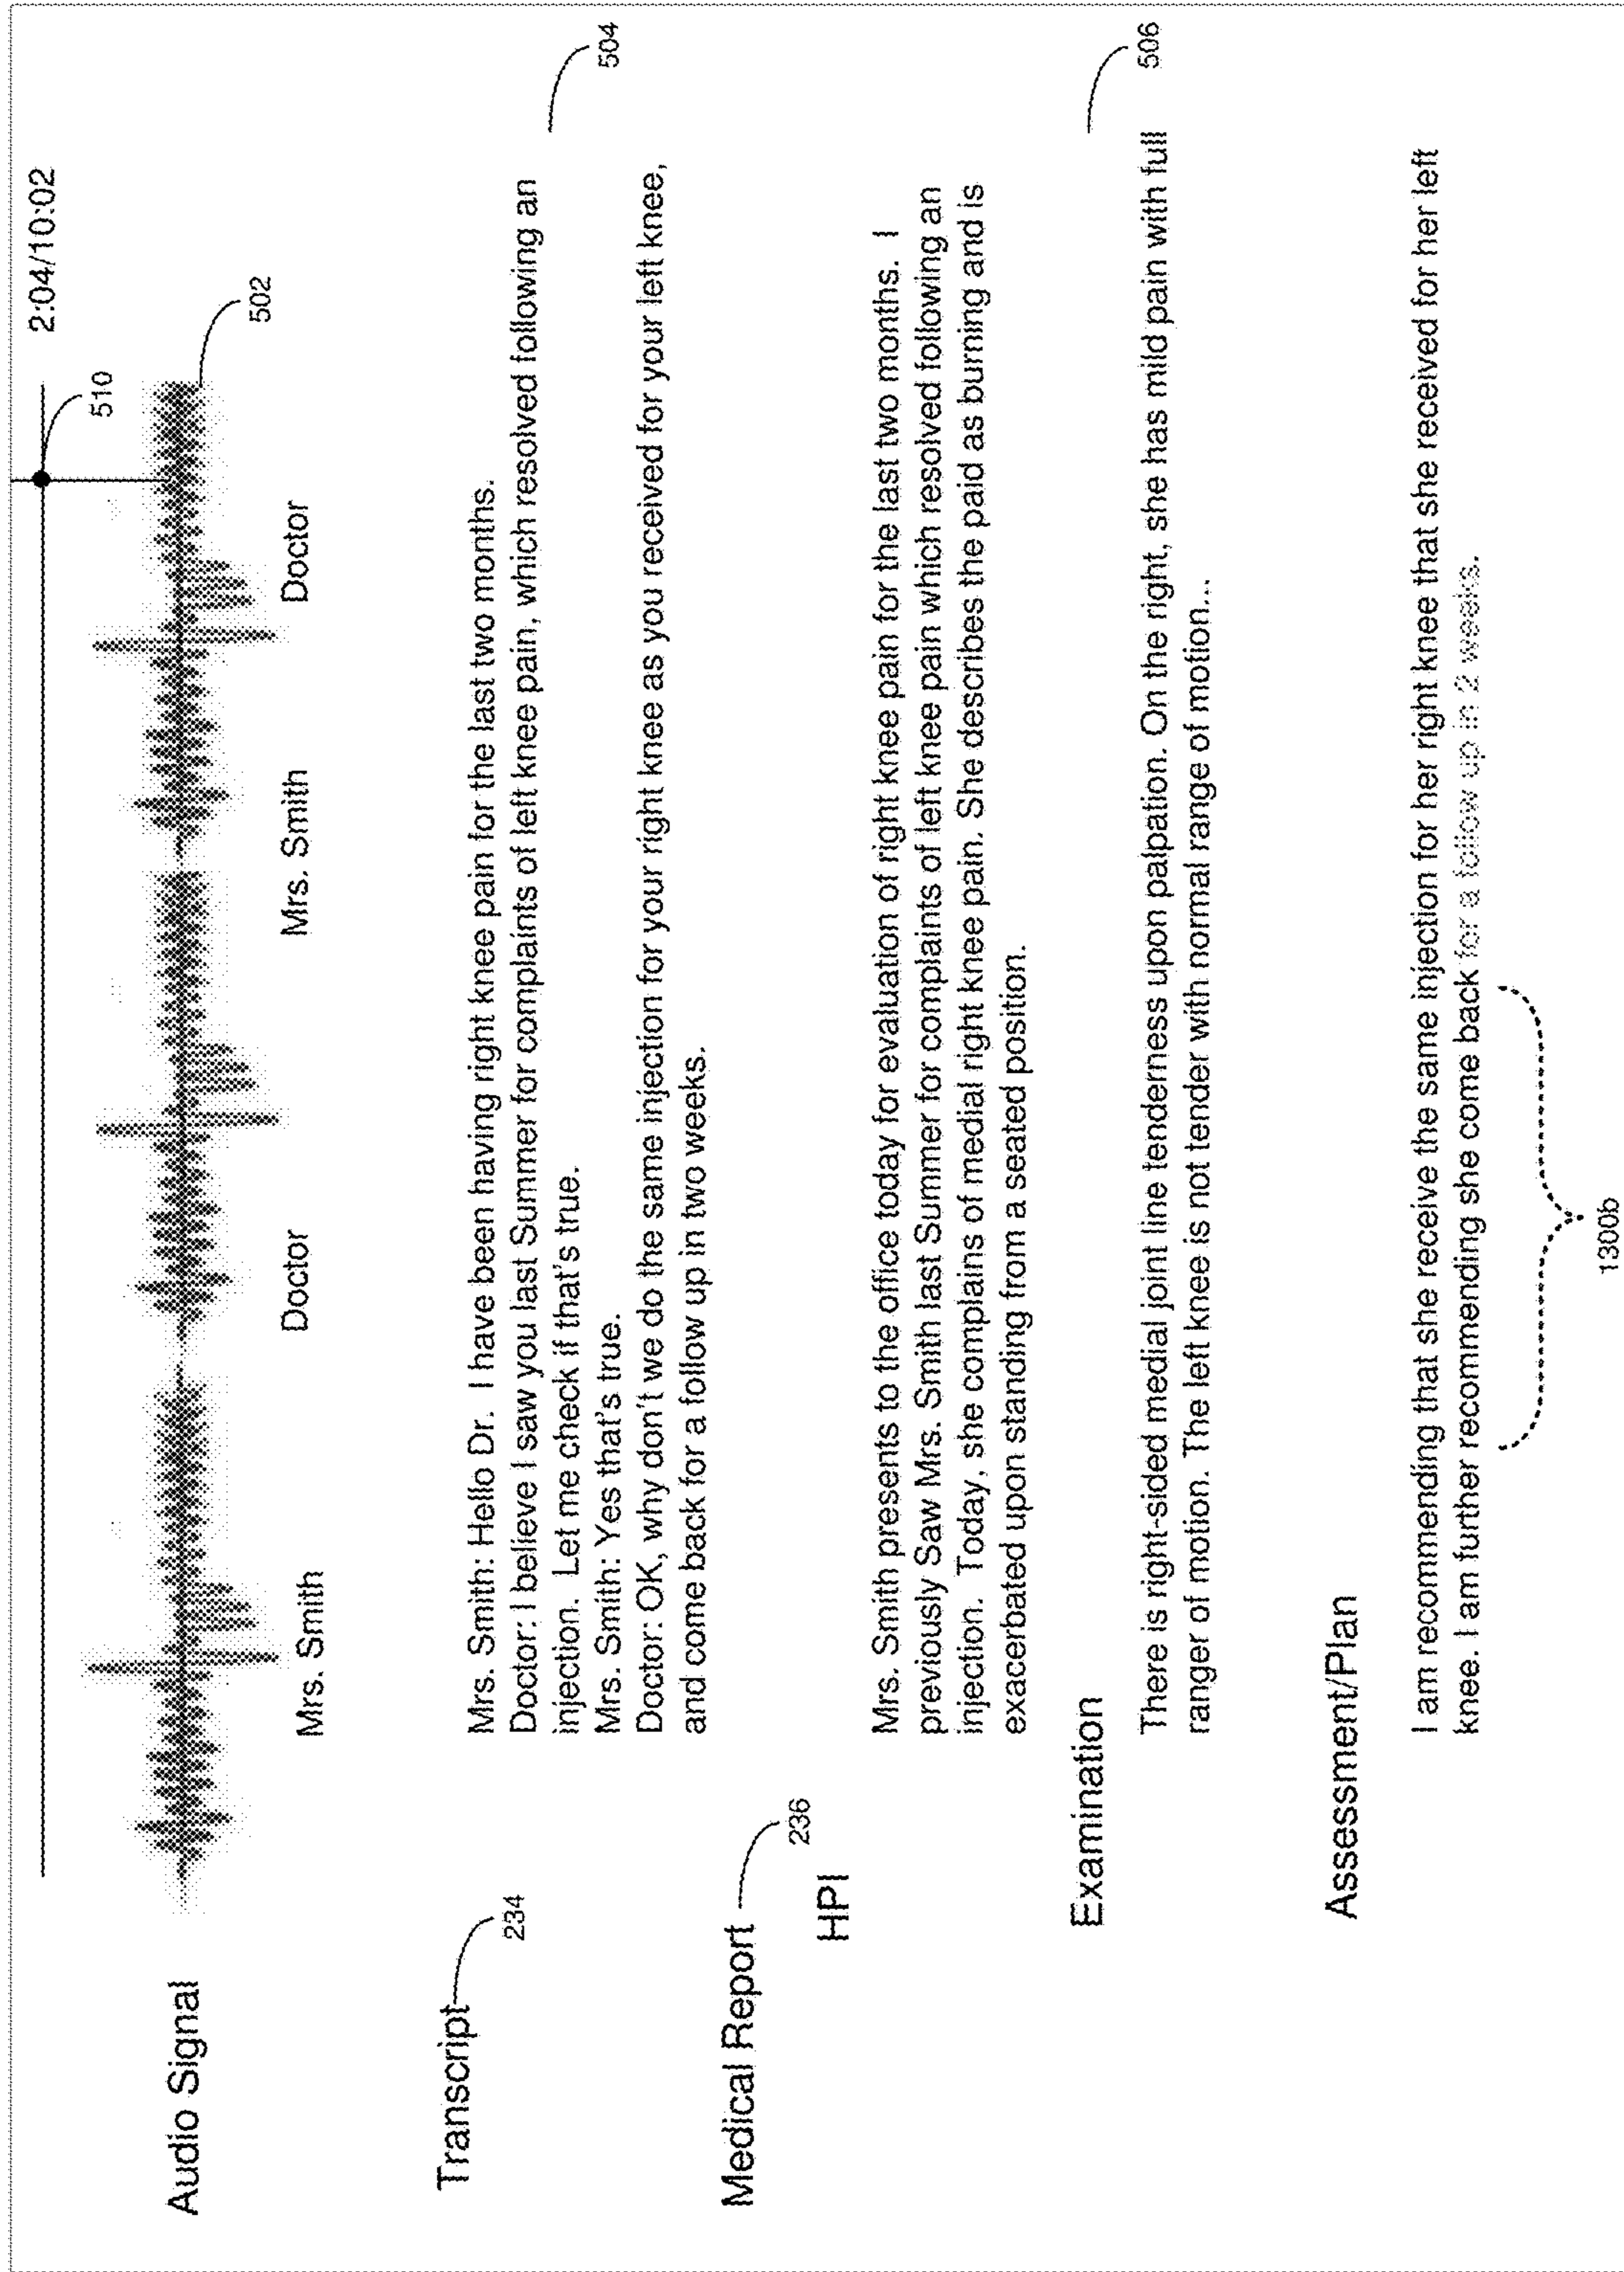 2:04/10:02
510
Audio Signal
502
Mrs. Smith
Doctor
Mrs. Smith
Doctor
Transcript
234
Mrs. Smith: Hello Dr. I have been having right knee pain for the last two months.
Doctor: I believe I saw you last Summer for complaints of left knee pain, which resolved following an
injection. Let me check if that's true.
Mrs. Smith: Yes that's true.
Doctor: OK, why don't we do the same injection for your right knee as you received for your left knee,
and come back for a follow up in two weeks.
504
Medical Report
236
HPI
Mrs. Smith presents to the office today for evaluation of right knee pain for the last two months. I
previously Saw Mrs. Smith last Summer for complaints of left knee pain which resolved following an
injection. Today, she complains of medial right knee pain. She describes the paid as burning and is
exacerbated upon standing from a seated position.
506
Examination
There is right-sided medial joint line tenderness upon palpation. On the right, she has mild pain with full
ranger of motion. The left knee is not tender with normal range of motion...
Assessment/Plan
I am recommending that she receive the same injection for her right knee that she received for her left
knee. I am further recommending she come back for a follow up in 2 weeks.
1300b